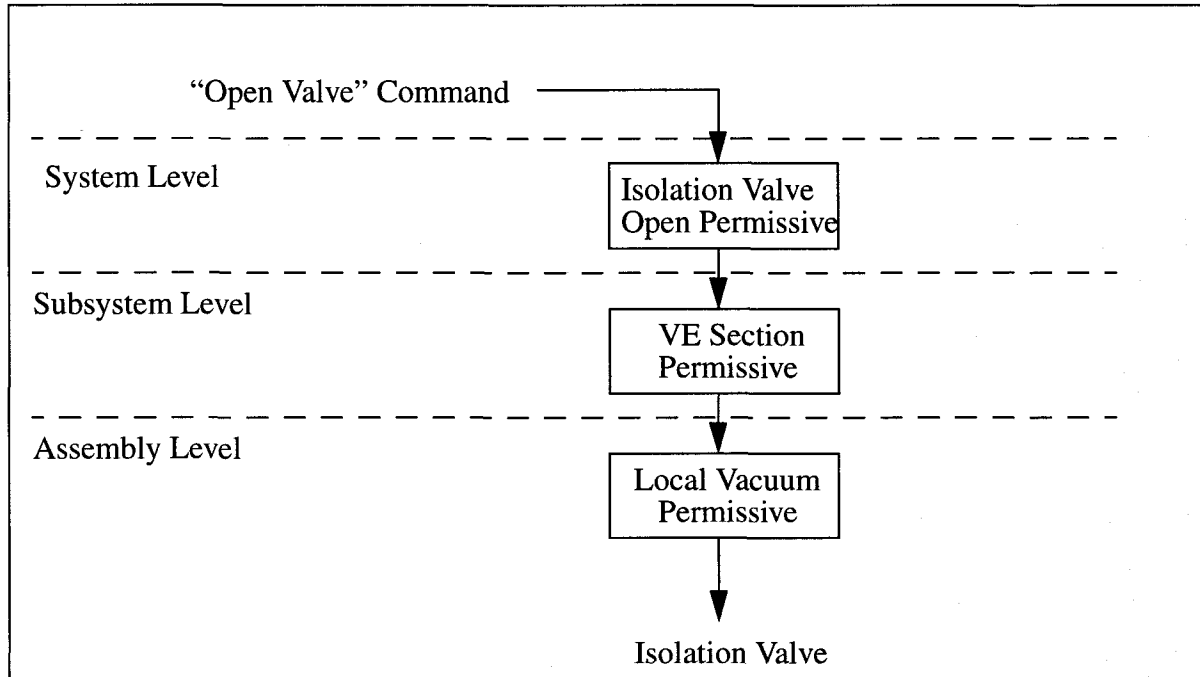 “Open Valve” Command
System Level
Isolation Valve
Open Permissive
Subsystem Level
VE Section
Permissive
Assembly Level
Local Vacuum
Permissive
Isolation Valve